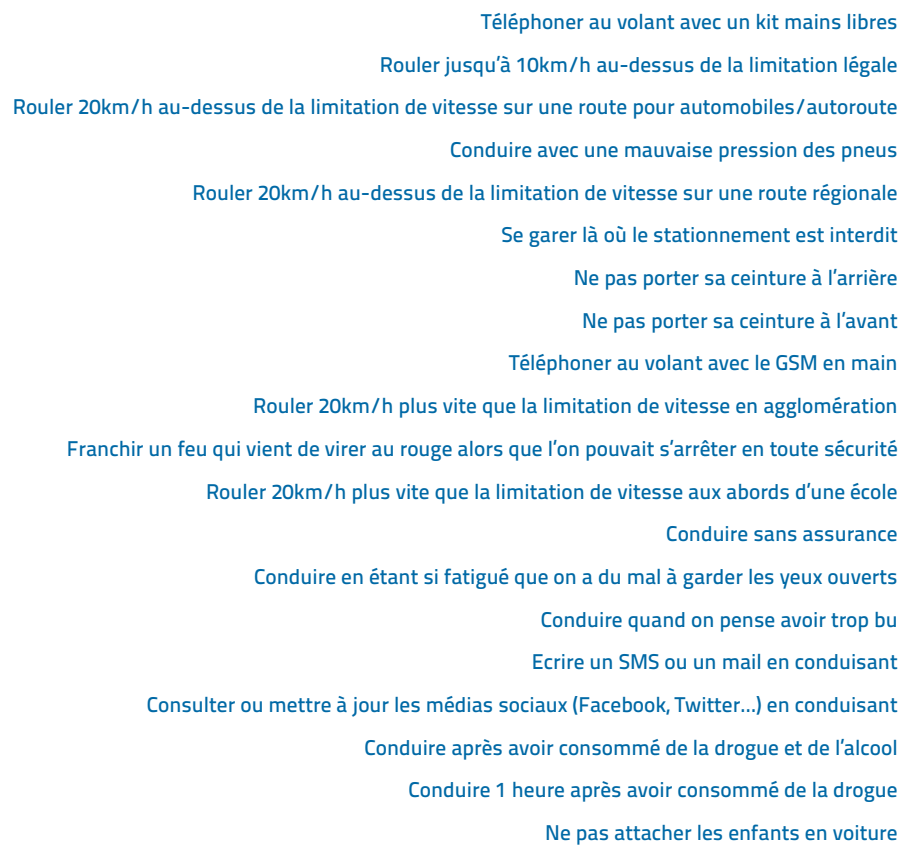 Téléphoner au volant avec un kit mains libres
Rouler jusqu’à 10km/h au-dessus de la limitation légale
Rouler 20km/h au-dessus de la limitation de vitesse sur une route pour automobiles/autoroute
Conduire avec une mauvaise pression des pneus
Rouler 20km/h au-dessus de la limitation de vitesse sur une route régionale
Se garer là où le stationnement est interdit
Ne pas porter sa ceinture à l’arrière
Ne pas porter sa ceinture à l’avant
Téléphoner au volant avec le GSM en main
Rouler 20km/h plus vite que la limitation de vitesse en agglomération
Franchir un feu qui vient de virer au rouge alors que l’on pouvait s’arrêter en toute sécurité
Rouler 20km/h plus vite que la limitation de vitesse aux abords d’une école
Conduire sans assurance
Conduire en étant si fatigué que on a du mal à garder les yeux ouverts
Conduire quand on pense avoir trop bu
Ecrire un SMS ou un mail en conduisant
Consulter ou mettre à jour les médias sociaux (Facebook, Twitter...) en conduisant
Conduire après avoir consommé de la drogue et de l’alcool
Conduire 1 heure après avoir consommé de la drogue
Ne pas attacher les enfants en voiture